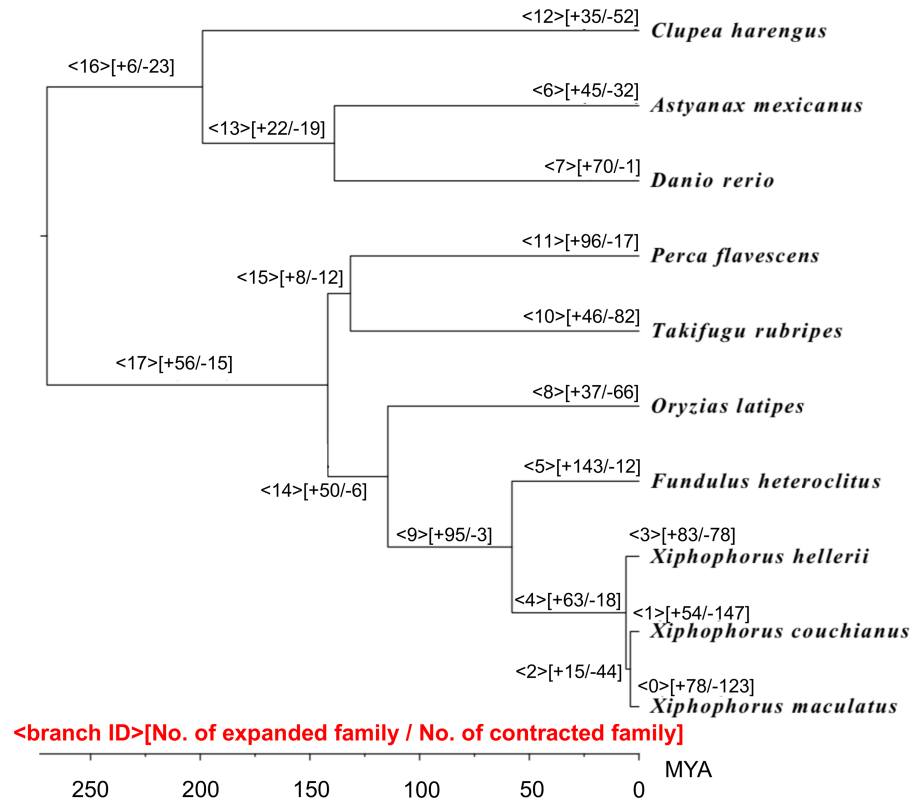 <12>[+35/-52]
Clupea harengus
<16>[+6/-23]
<6>[+45/-32]
Astyanax mexicanus
<13>[+22/-19]
<7>[+70/-1]
Danio rerio
<11>[+96/-17]
Perca flavescens
<15>[+8/-12]
<10>[+46/-82]
Takifugu rubripes
<17>[+56/-15]
<8>[+37/-66]
Oryzias latipes
<5>[+143/-12]
Fundulus heteroclitus
<14>[+50/-6]
<9>[+95/-3]
<3>[+83/-78]
Xiphophorus hellerii
<4>[+63/-18]
<1>[+54/-147]
Xiphophorus couchianus
<2>[+15/-44]
<0>[+78/-123]
Xiphophorus maculatus
<branch ID>[No. of expanded family / No. of contracted family]
MYA
250 200 150 100 50 0